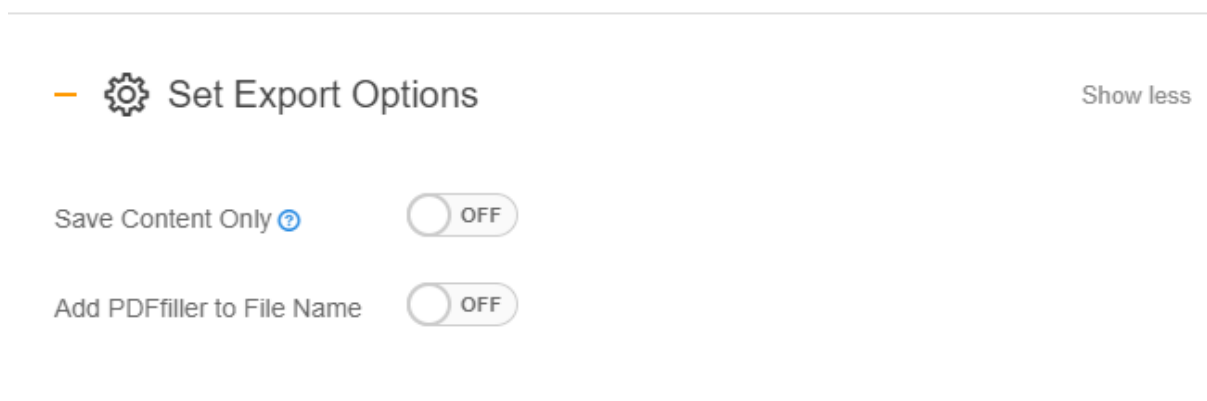 Set Export Options
Show less
Save Content Only
OFF
Add PDFfiller to File Name
OFF